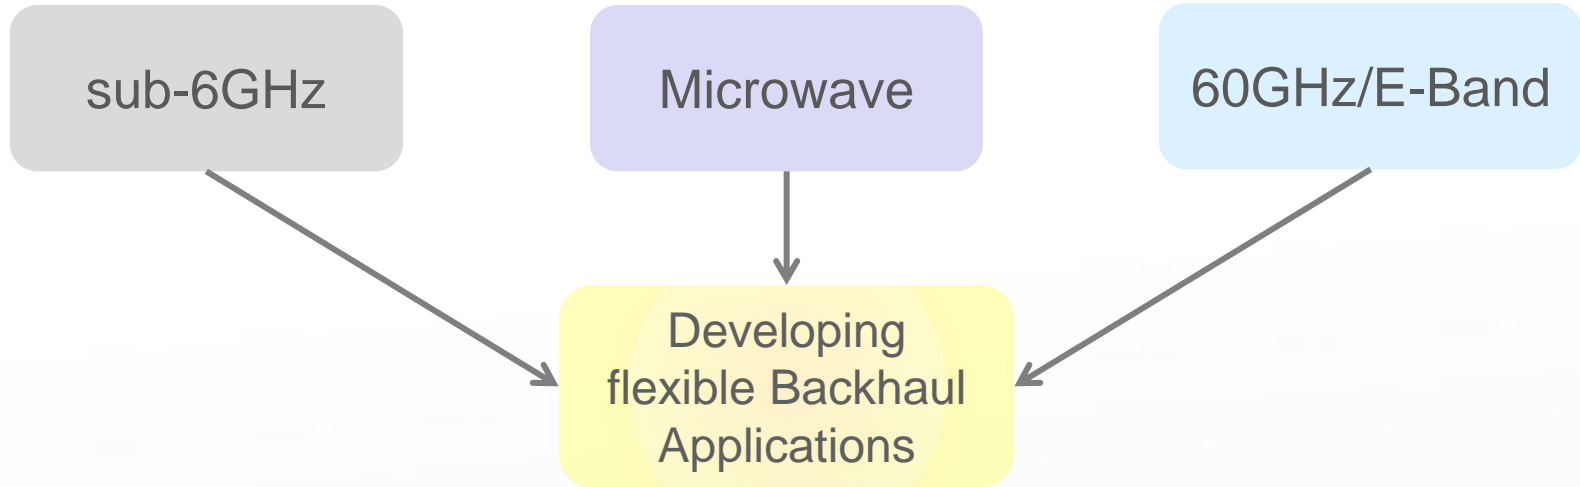 sub-6GHz
Microwave
60GHz/E-Band
Developing
flexible Backhaul
Applications